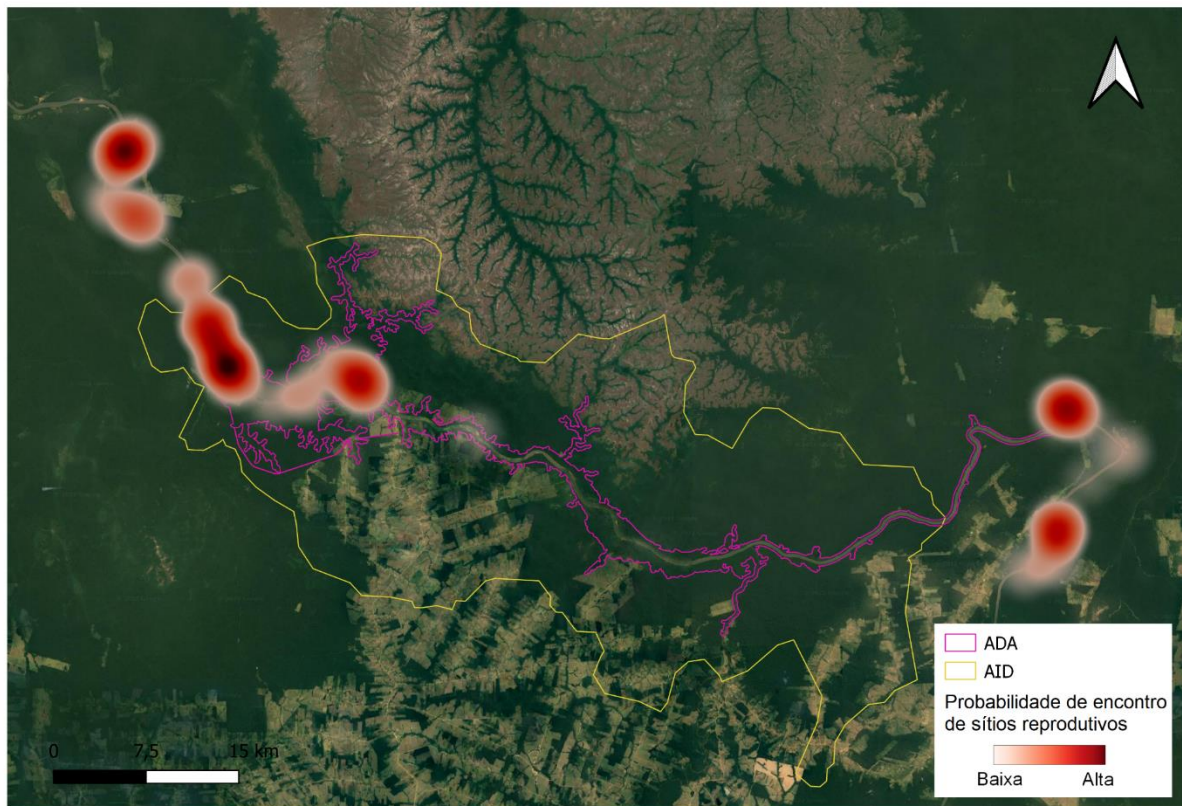 0 7,5 15 km
ADA
AID
Probabilidade de encontro
de sítios reprodutivos
Baixa Alta